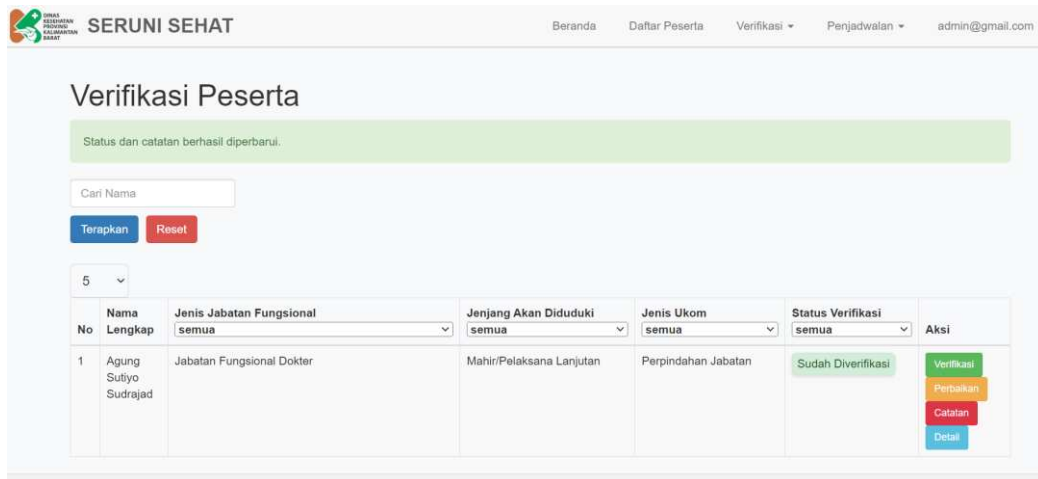 DINAS
KESEHATAN
PROVINSI
KALIMANTAN
BARAT
SERUNI SEHAT
Beranda
Daftar Peserta
Verifikasi
Penjadwalan
admin@gmail.com
Verifikasi Peserta
Status dan catatan berhasil diperbarui.
Cari Nama
Terapkan
Reset
5
No
Nama
Lengkap
Jenis Jabatan Fungsional
semua
Jenjang Akan Diduduki
semua
Jenis Ukom
semua
Status Verifikasi
semua
Aksi
1
Agung
Sutiyo
Sudrajad
Jabatan Fungsional Dokter
Mahir/Pelaksana Lanjutan
Perpindahan Jabatan
Sudah Diverifikasi
Verifikasi
Perbaikan
Catatan
Detail